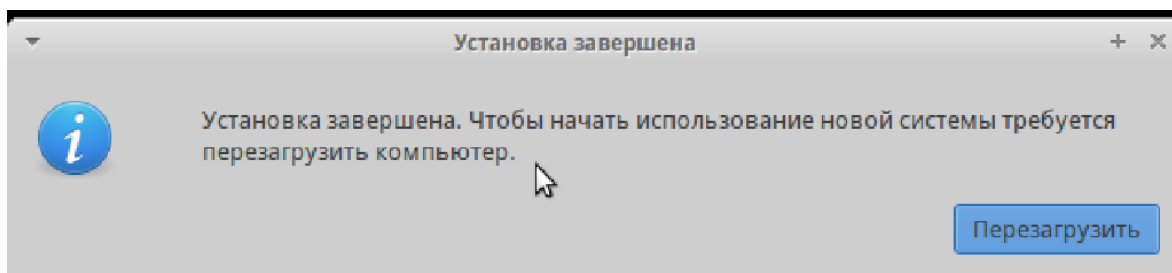 Установка завершена
Установка завершена. Чтобы начать использование новой системы требуется
перезагрузить компьютер.
Перезагрузить